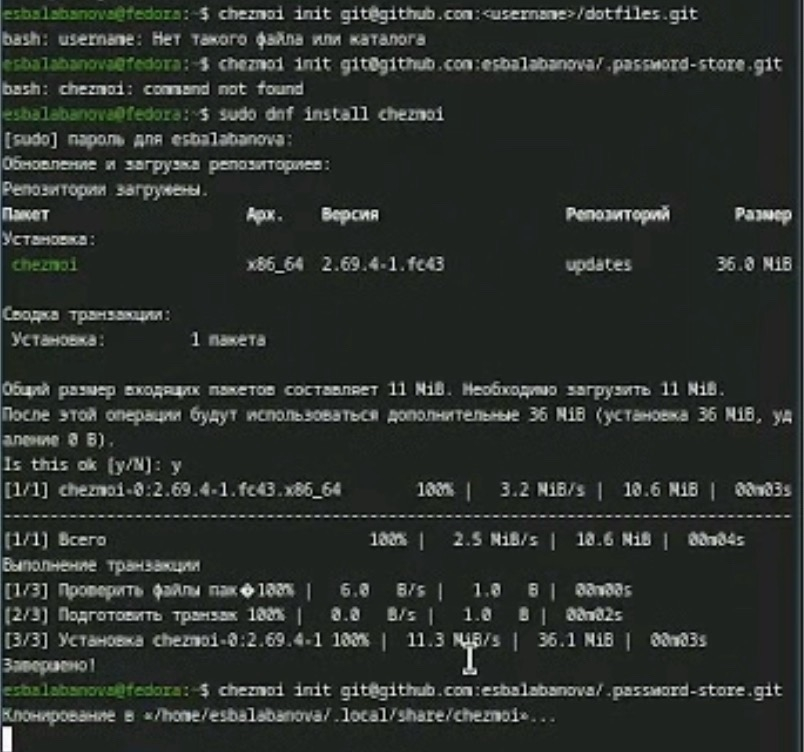 esbalabanova@fedora:~$ chezmoi init git@github.com:<username>/dotfiles.git
bash: username: Нет такого файла или каталога
esbalabanova@fedora:~$ chezmoi init git@github.com:esbalabanova/.password-store.git
bash: chezmoi: command not found
esbalabanova@fedora:~$ sudo dnf install chezmoi
[sudo] пароль для esbalabanova:
Обновление и загрузка репозиториев:
Репозитории загружены.
Пакет Арх. Версия Репозиторий Размер
Установка:
chezmoi x86_64 2.69.4-1.fc43 updates 36.0 MiB
Сводка транзакции:
Установка: 1 пакета
Общий размер входящих пакетов составляет 11 MiB. Необходимо загрузить 11 MiB.
После этой операции будут использоваться дополнительные 36 MiB (установка 36 MiB, уд
аление 0 B).
Is this ok [y/N]: y
[1/1] chezmoi-0:2.69.4-1.fc43.x86_64 100% | 3.2 MiB/s | 10.6 MiB | 00m03s
--------------------------------------------------------------------------------
[1/1] Всего 100% | 2.5 MiB/s | 10.6 MiB | 00m04s
Выполнение транзакции
[1/3] Проверить файлы пак�100% | 6.0 B/s | 1.0 B | 00m00s
[2/3] Подготовить транзак 100% | 0.0 B/s | 1.0 B | 00m02s
[3/3] Установка chezmoi-0:2.69.4-1 100% | 11.3 MiB/s | 36.1 MiB | 00m03s
Завершено!
esbalabanova@fedora:~$ chezmoi init git@github.com:esbalabanova/.password-store.git
Клонирование в «/home/esbalabanova/.local/share/chezmoi»...